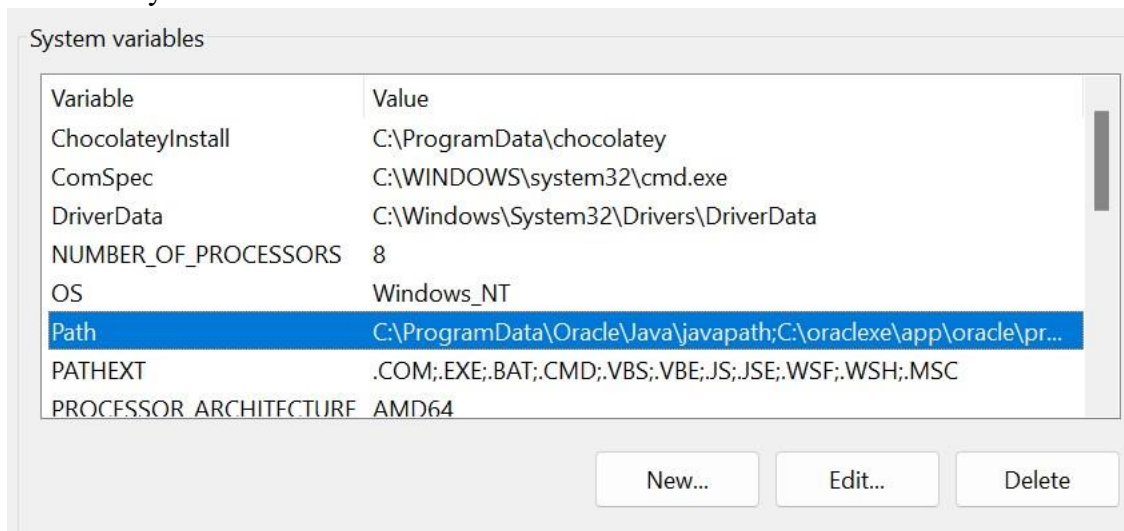 System variables
Variable Value
ChocolateyInstall C:\ProgramData\chocolatey
ComSpec C:\WINDOWS\system32\cmd.exe
DriverData C:\Windows\System32\Drivers\DriverData
NUMBER_OF_PROCESSORS 8
OS Windows_NT
Path C:\ProgramData\Oracle\Java\javapath;C:\oraclexe\app\oracle\pr...
PATHEXT .COM;.EXE;.BAT;.CMD;.VBS;.VBE;.JS;.JSE;.WSF;.WSH;.MSC
PROCESSOR_ARCHITECTURE AMD64
New... Edit... Delete